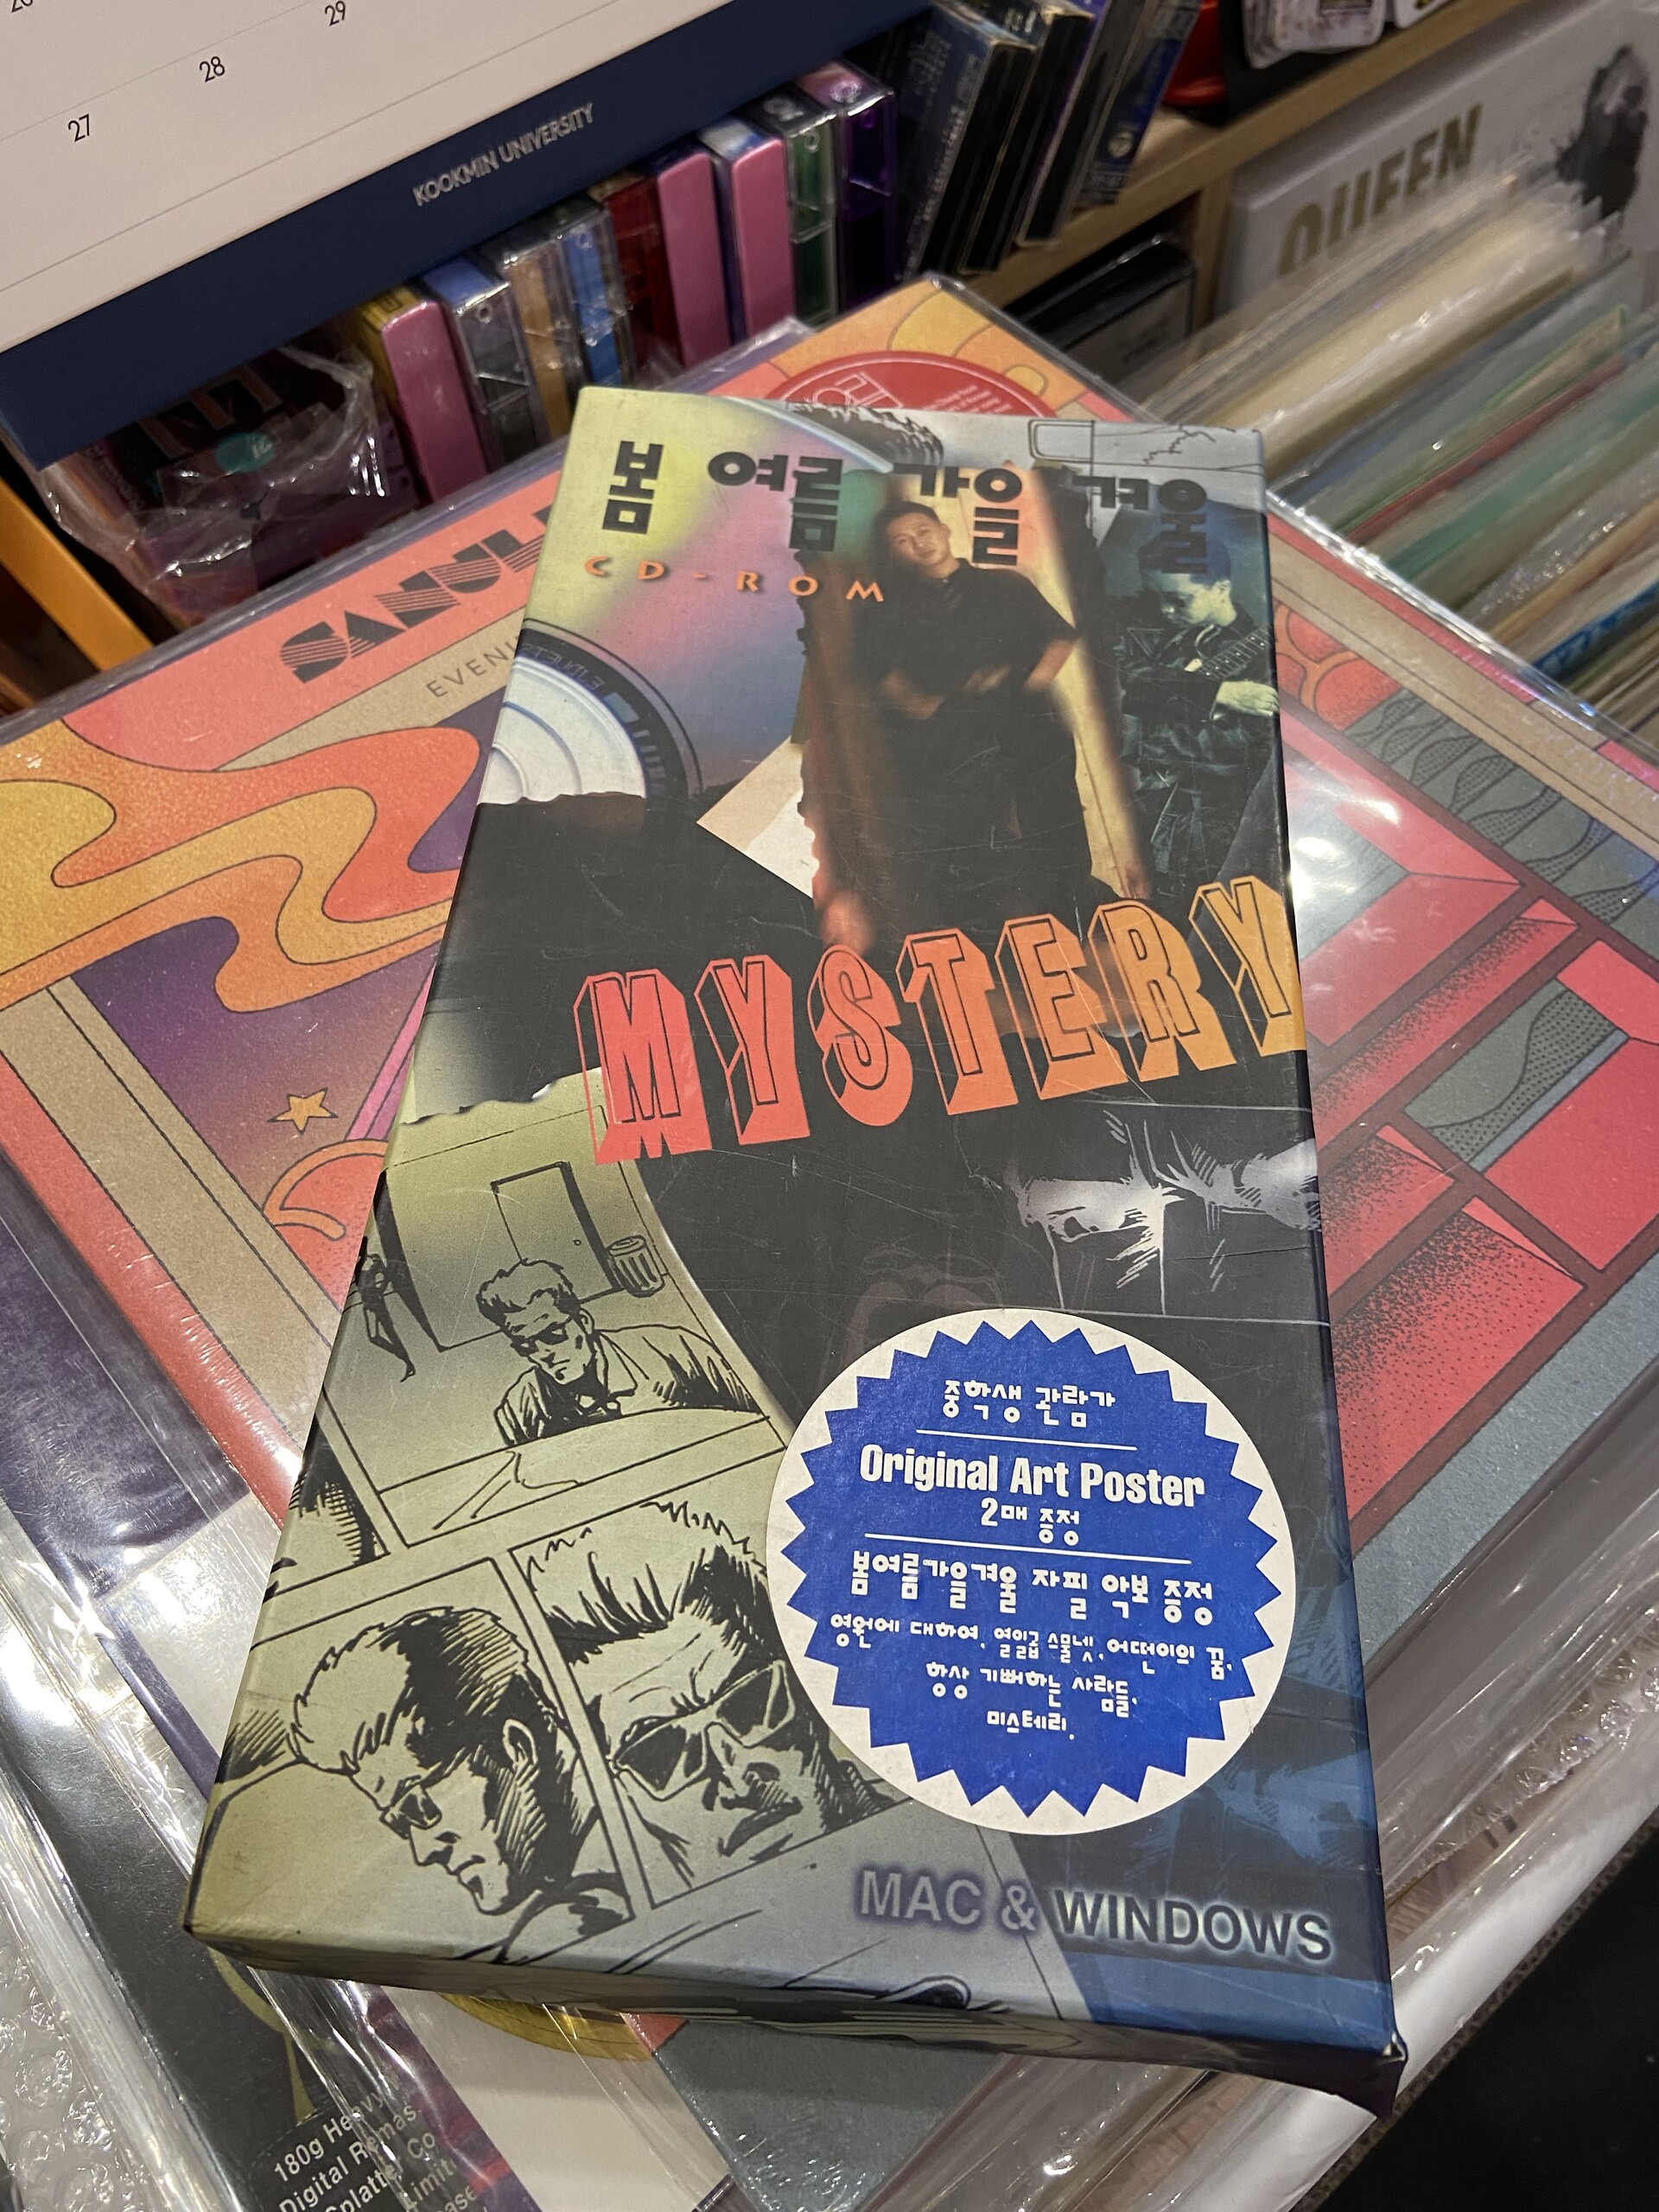 27
28
29
KOOKMIN UNIVERSITY
QUEEN
EVENI
봄 여름 가을 겨울
CD-ROM
MYSTERY
중학생 관람가
Original Art Poster
2매 증정
봄여름가을겨울 자필 악보 증정
영원에 대하여, 열일곱 스물넷, 어떤이의 꿈,
항상 기뻐하는 사람들,
미스테리.
MAC & WINDOWS
180g Heavy
Digital Remas
Splatter Co
Limit